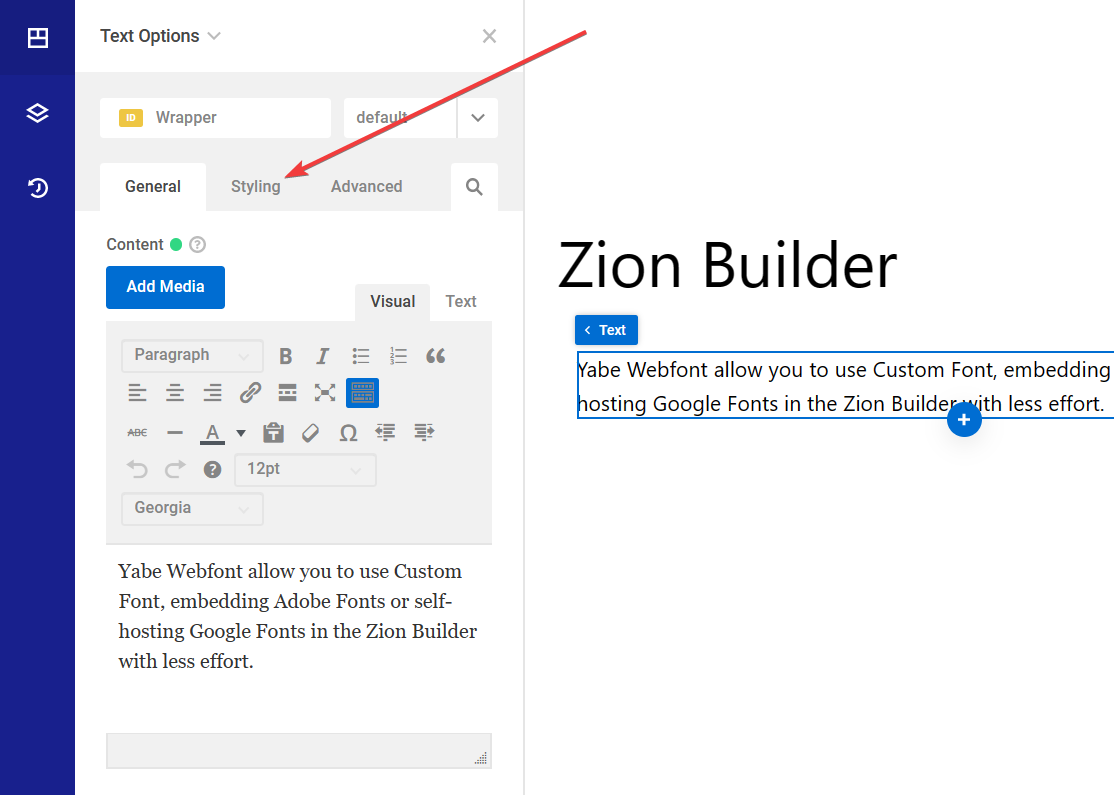 Text Options
ID Wrapper
default
General
Styling
Advanced
Content ?
Add Media
Visual
Text
Paragraph
B I
ABC
A
T
Ω
?
12pt
Georgia
Yabe Webfont allow you to use Custom
Font, embedding Adobe Fonts or self-
hosting Google Fonts in the Zion Builder
with less effort.
Zion Builder
Text
Yabe Webfont allow you to use Custom Font, embedding
hosting Google Fonts in the Zion Builder with less effort.